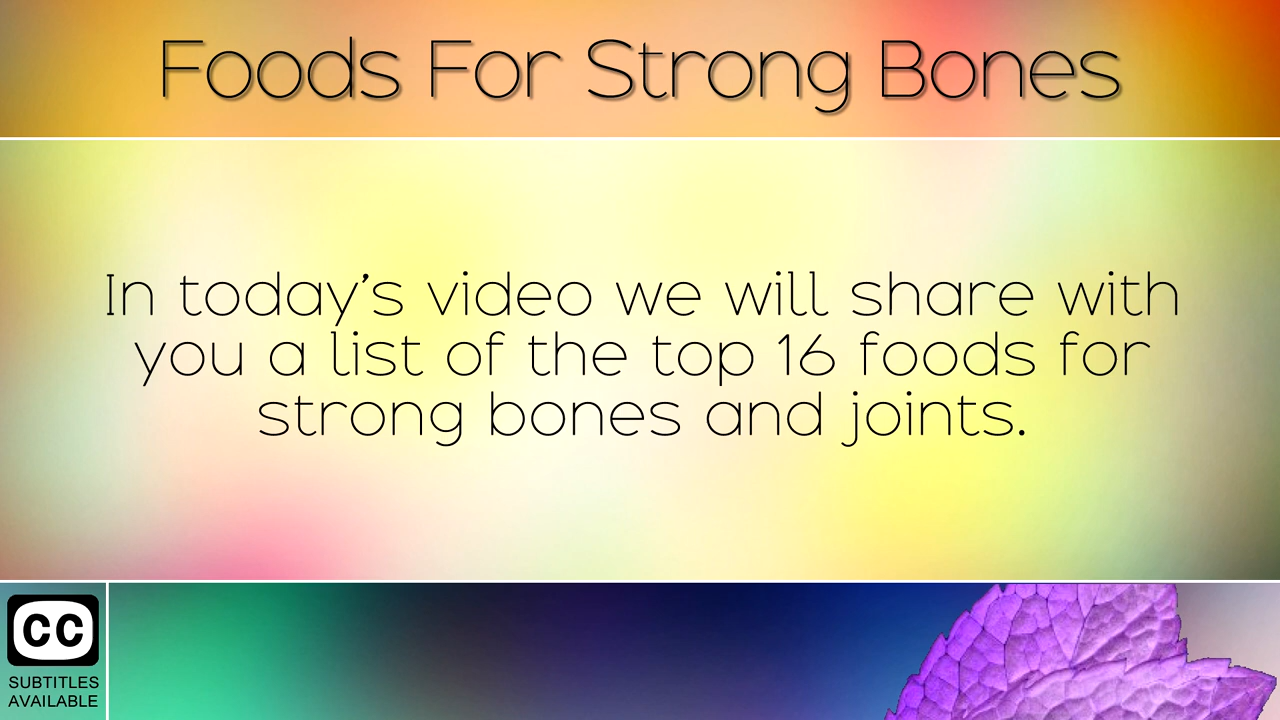 Foods For Strong Bones
In today's video we will share with
you a list of the top 16 foods for
strong bones and joints.
CC
SUBTITLES
AVAILABLE